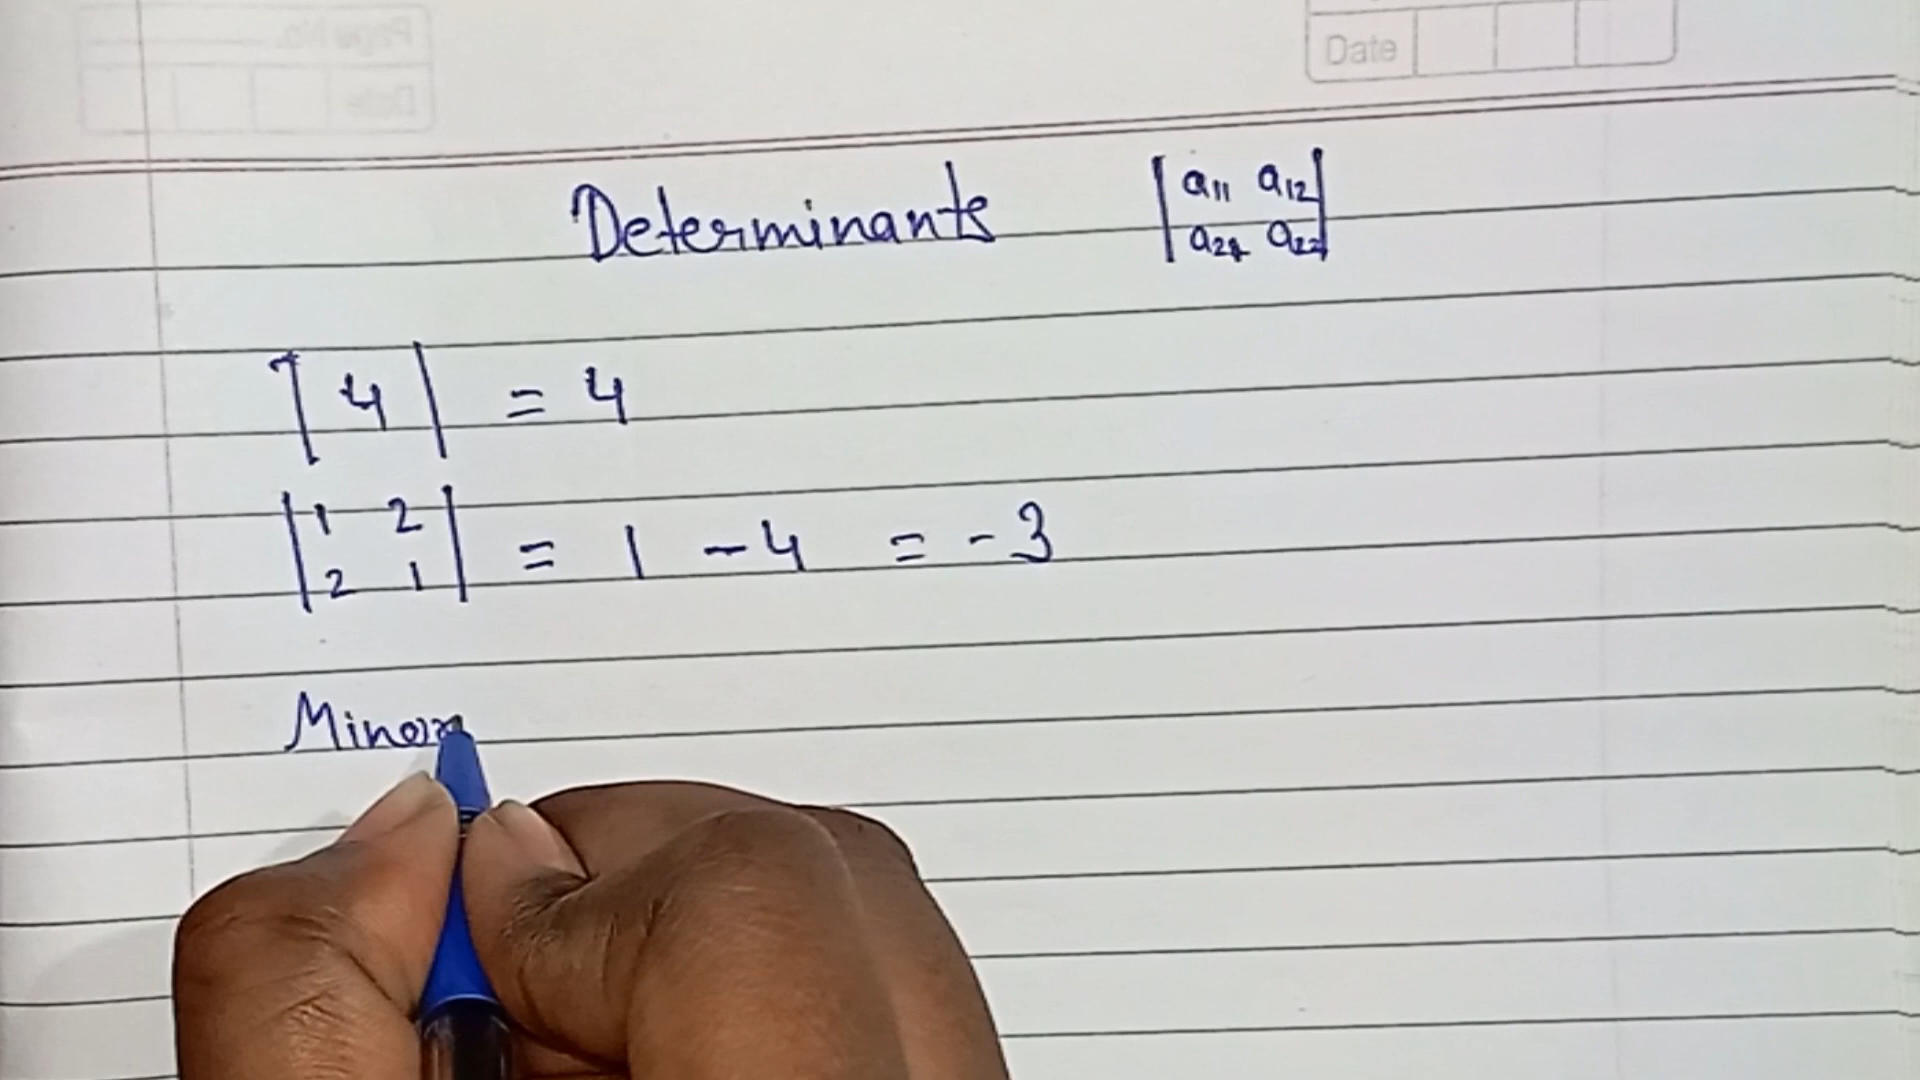 Date
Determinants
a11 a12
a21 a22
|4| = 4
|1 2|
|2 1| = 1 - 4 = -3
Minor